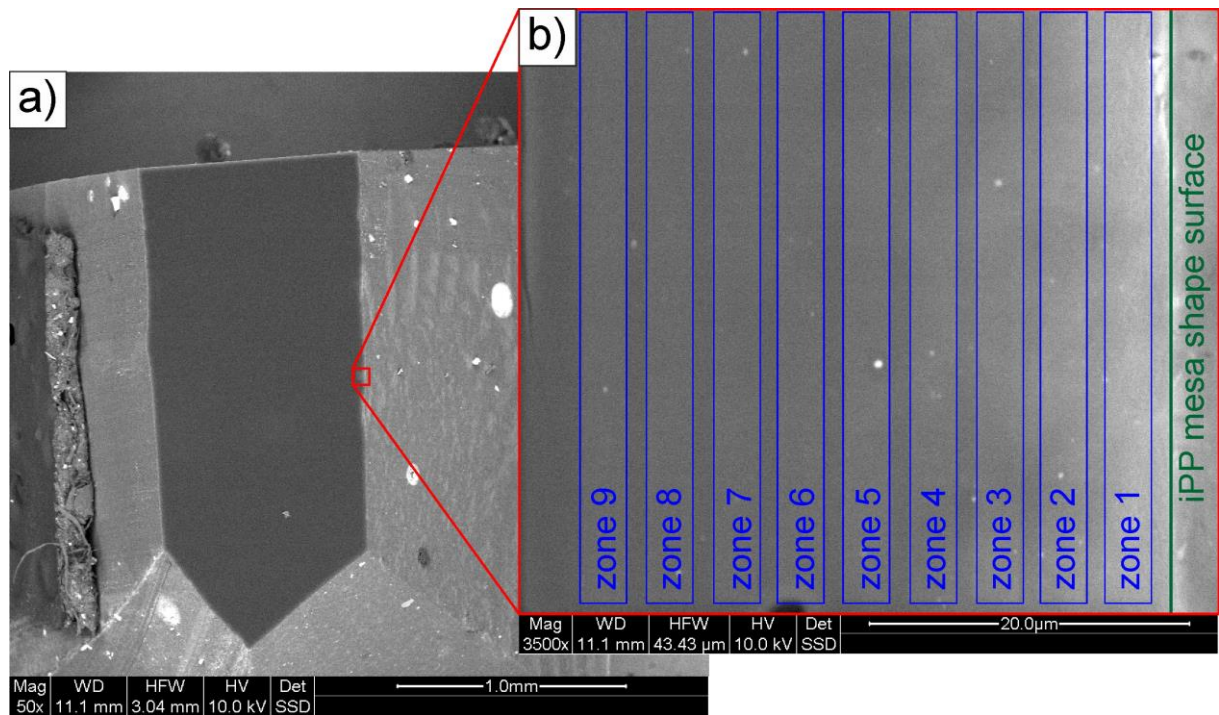 a)
b)
zone 9
zone 8
zone 7
zone 6
zone 5
zone 4
zone 3
zone 2
zone 1
iPP mesa shape surface
Mag WD HFW HV Det
3500x 11.1 mm 43.43 µm 10.0 kV SSD
20.0µm
Mag WD HFW HV Det
50x 11.1 mm 3.04 mm 10.0 kV SSD
1.0mm